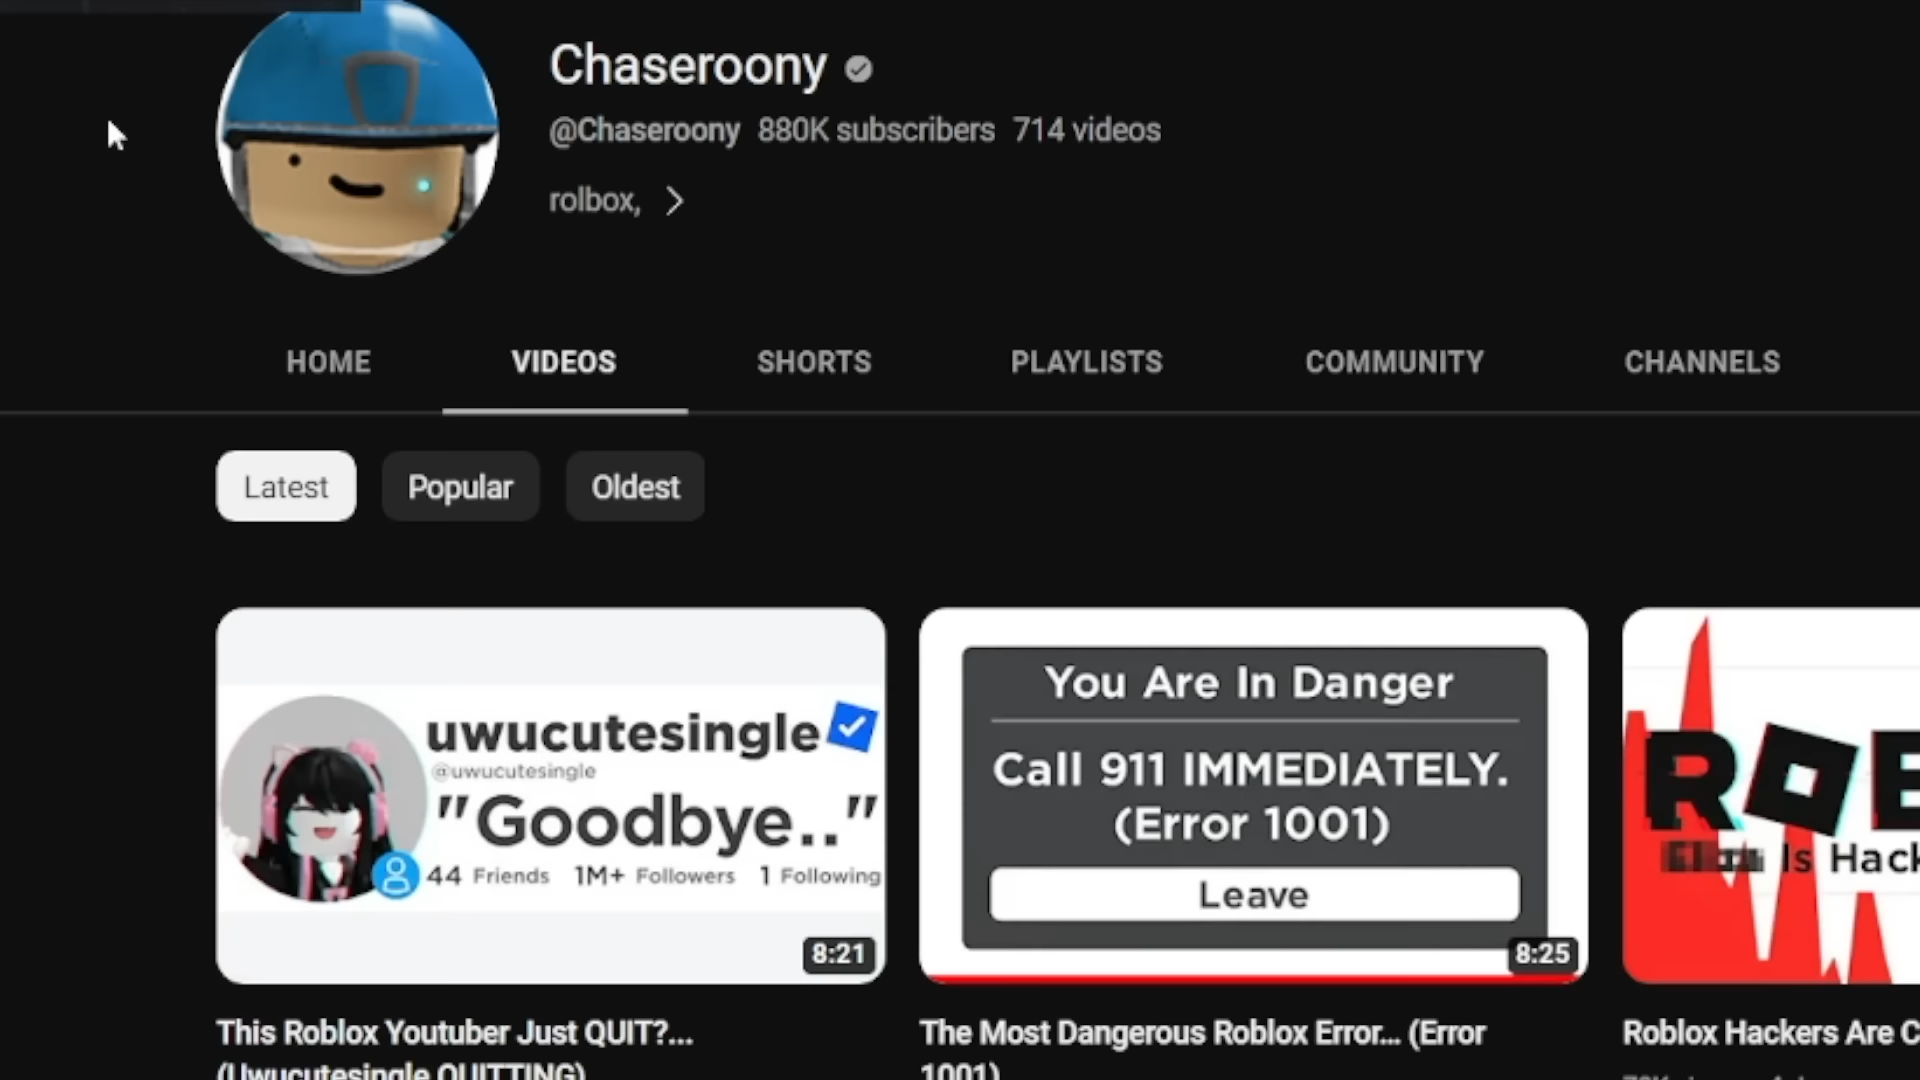 Chaseroony
@Chaseroony 880K subscribers 714 videos
rolbox,
HOME VIDEOS SHORTS PLAYLISTS COMMUNITY CHANNELS
Latest Popular Oldest
uwucutesingle
@uwucutesingle
"Goodbye.."
44 Friends 1M+ Followers 1 Following
8:21
You Are In Danger
Call 911 IMMEDIATELY.
(Error 1001)
Leave
8:25
Is Hack
This Roblox Youtuber Just QUIT?...
(Uwucutesingle QUITTING)
The Most Dangerous Roblox Error... (Error
1001)
Roblox Hackers Are C